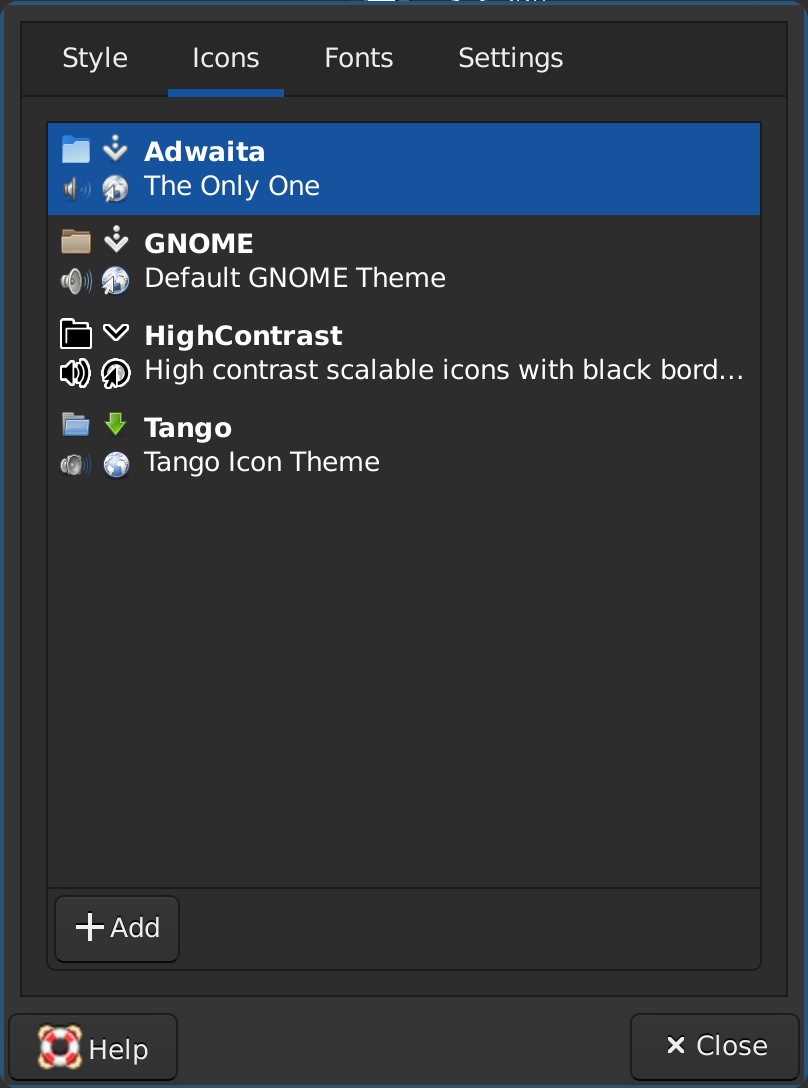 Style Icons Fonts Settings
Adwaita
The Only One
GNOME
Default GNOME Theme
HighContrast
High contrast scalable icons with black bord...
Tango
Tango Icon Theme
Add
Help Close